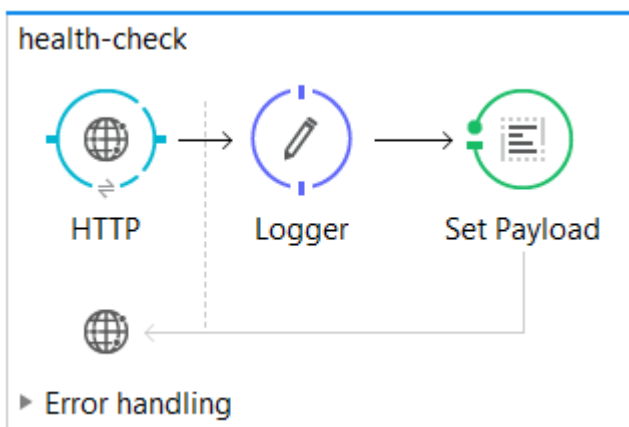 health-check
HTTP
Logger
Set Payload
Error handling